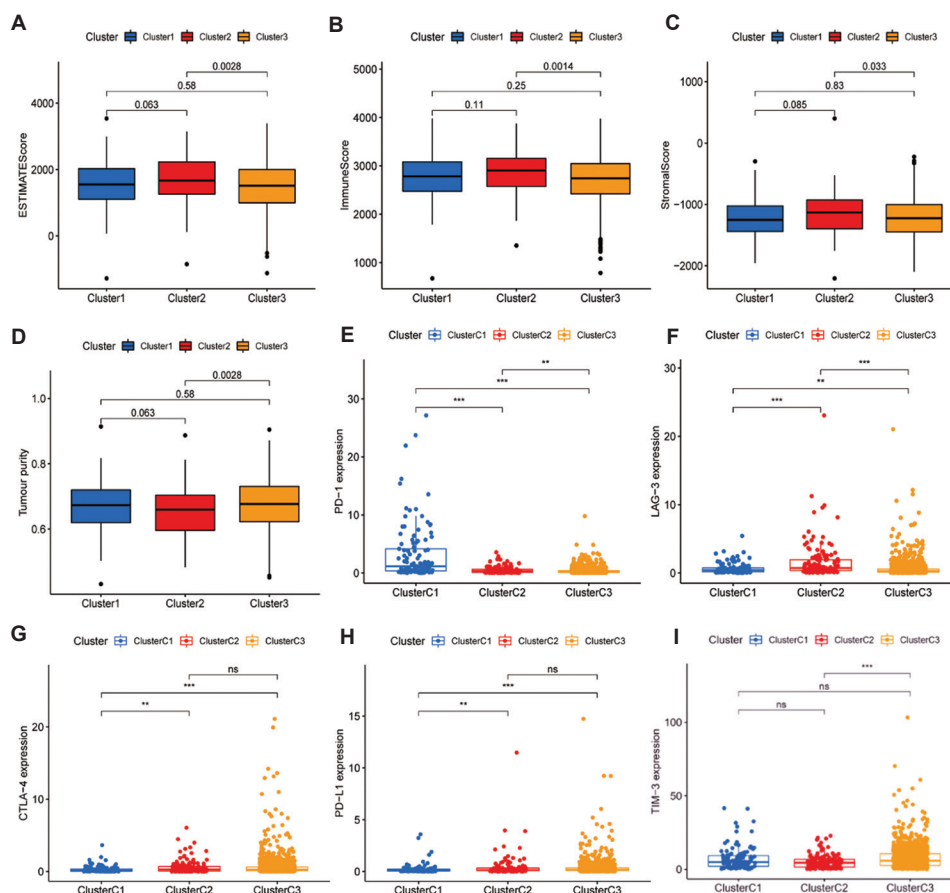 A
Cluster Cluster1 Cluster2 Cluster3
0.0028
0.58
0.063
4000
2000
0
ESTIMATEScore
Cluster1 Cluster2 Cluster3
B
Cluster Cluster1 Cluster2 Cluster3
0.0014
0.25
0.11
5000
4000
3000
2000
1000
ImmuneScore
Cluster1 Cluster2 Cluster3
C
Cluster Cluster1 Cluster2 Cluster3
0.033
0.83
0.085
1000
0
−1000
−2000
StromalScore
Cluster1 Cluster2 Cluster3
D
Cluster Cluster1 Cluster2 Cluster3
0.0028
0.58
0.063
1.0
0.8
0.6
Tumour purity
Cluster1 Cluster2 Cluster3
E
Cluster ClusterC1 ClusterC2 ClusterC3
**
***
***
30
20
10
0
PD−1 expression
ClusterC1 ClusterC2 ClusterC3
F
Cluster ClusterC1 ClusterC2 ClusterC3
***
**
***
30
20
10
0
LAG−3 expression
ClusterC1 ClusterC2 ClusterC3
G
Cluster ClusterC1 ClusterC2 ClusterC3
ns
***
**
20
10
0
CTLA−4 expression
ClusterC1 ClusterC2 ClusterC3
H
Cluster ClusterC1 ClusterC2 ClusterC3
ns
***
**
15
10
5
0
PD−L1 expression
ClusterC1 ClusterC2 ClusterC3
I
Cluster ClusterC1 ClusterC2 ClusterC3
***
ns
ns
100
50
0
TIM−3 expression
ClusterC1 ClusterC2 ClusterC3